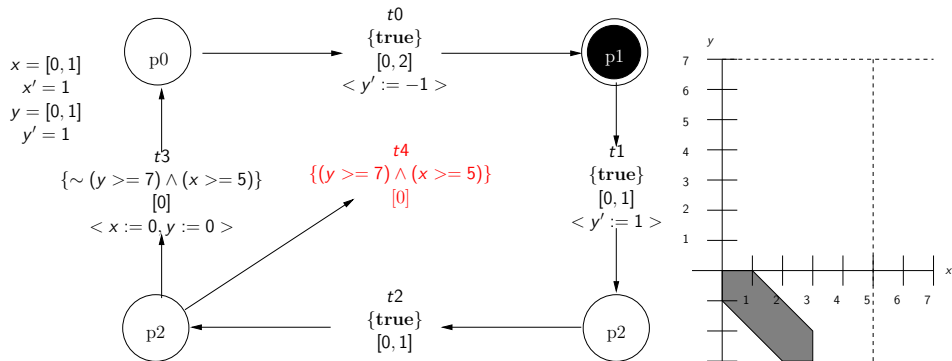 p0
x = [0, 1]
x′ = 1
y = [0, 1]
y′ = 1
t0
{true}
[0, 2]
< y′ := −1 >
p1
t3
{∼ (y >= 7) ∧ (x >= 5)}
[0]
< x := 0, y := 0 >
t4
{(y >= 7) ∧ (x >= 5)}
[0]
t1
{true}
[0, 1]
< y′ := 1 >
p2
t2
{true}
[0, 1]
p2
y
7
6
5
4
3
2
1
x
1 2 3 4 5 6 7